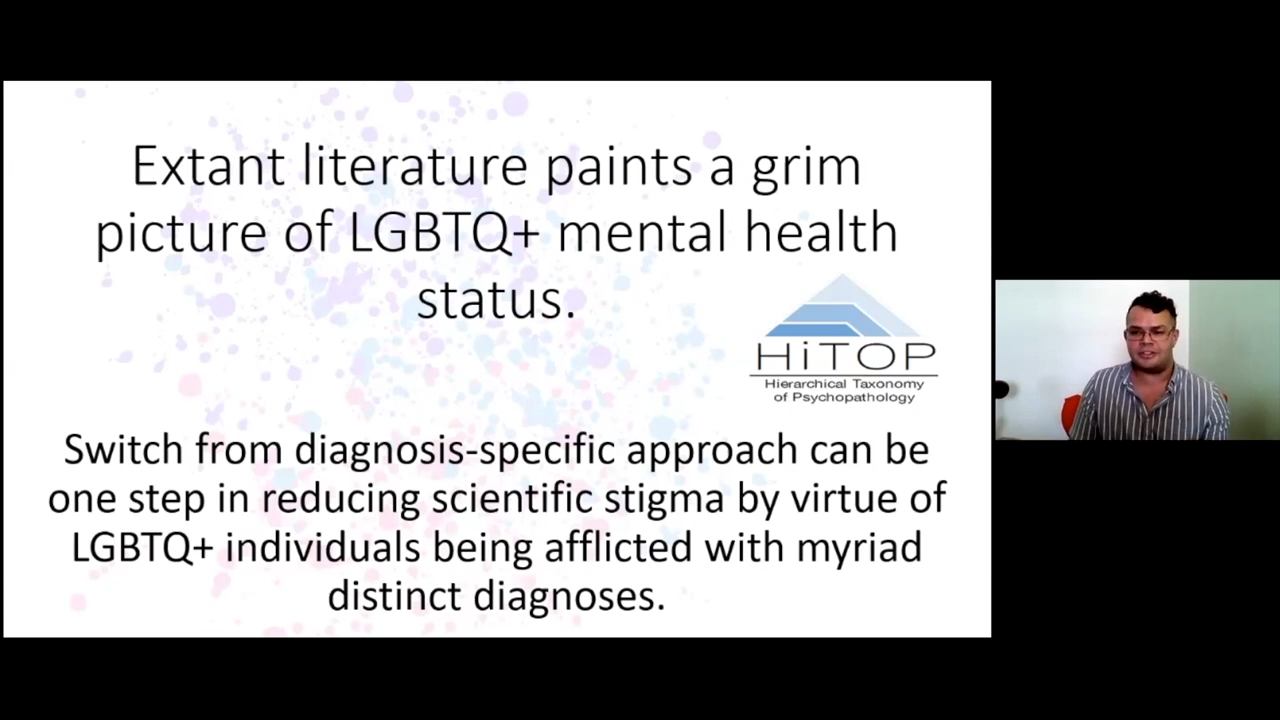 Extant literature paints a grim
picture of LGBTQ+ mental health
status.
HiTOP
Hierarchical Taxonomy
of Psychopathology
Switch from diagnosis-specific approach can be
one step in reducing scientific stigma by virtue of
LGBTQ+ individuals being afflicted with myriad
distinct diagnoses.